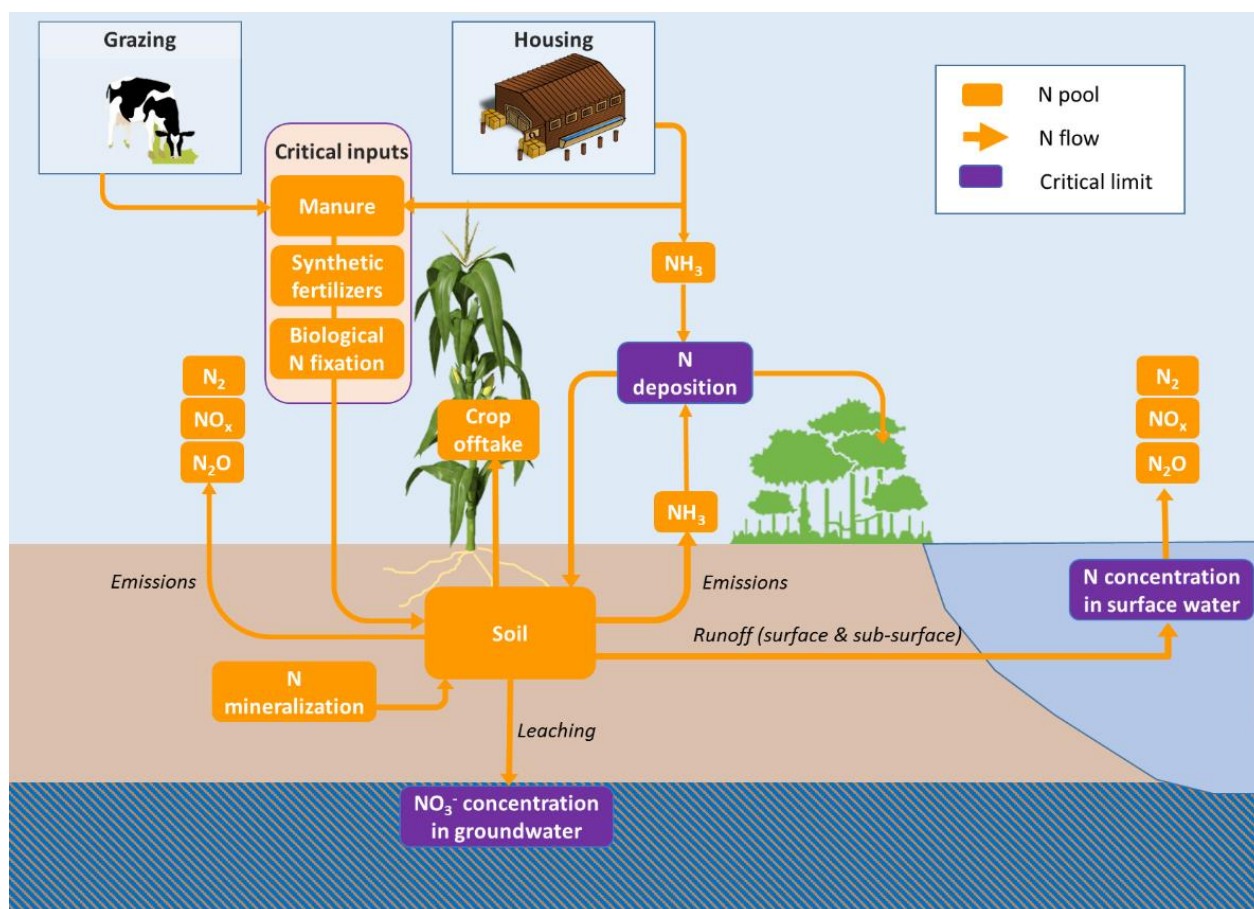 Grazing
Housing
N pool
N flow
Critical limit
Critical inputs
Manure
Synthetic
fertilizers
Biological
N fixation
NH₃
N
deposition
N₂
NOₓ
N₂O
Crop
offtake
NH₃
N₂
NOₓ
N₂O
Emissions
Emissions
N concentration
in surface water
Soil
Runoff (surface & sub-surface)
N
mineralization
Leaching
NO₃⁻ concentration
in groundwater